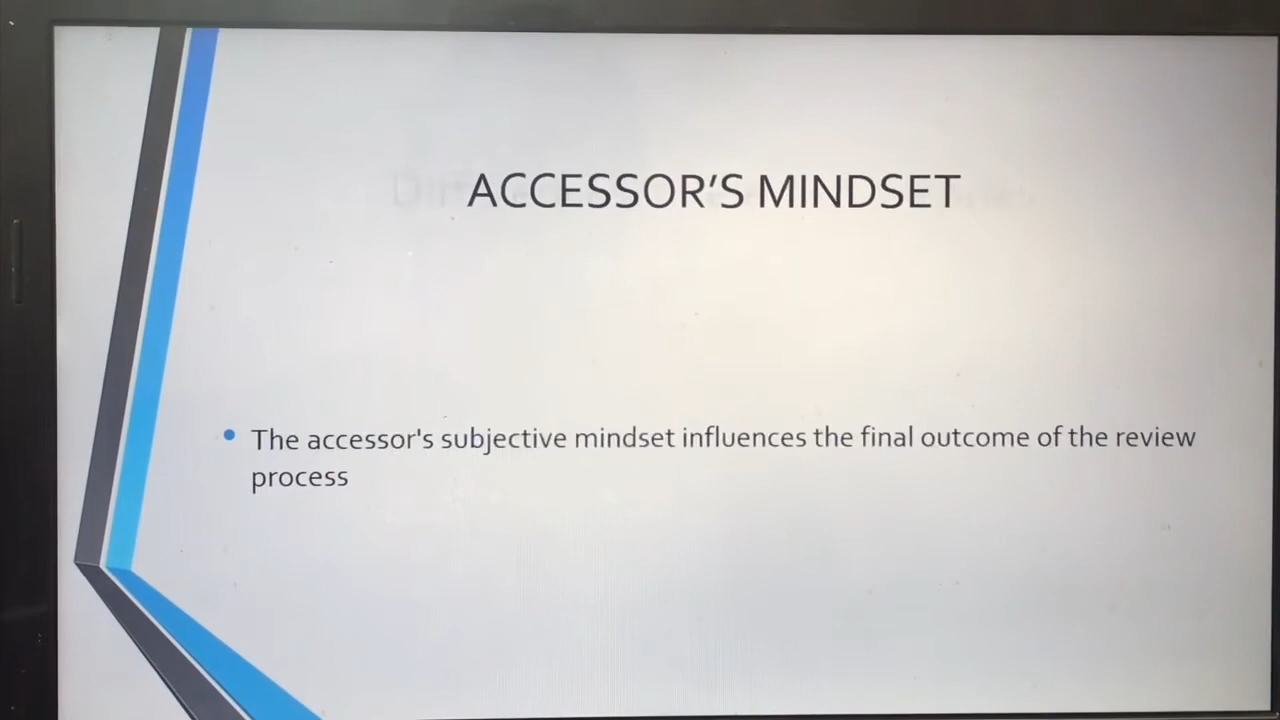 ACCESSOR'S MINDSET
• The accessor's subjective mindset influences the final outcome of the review
process